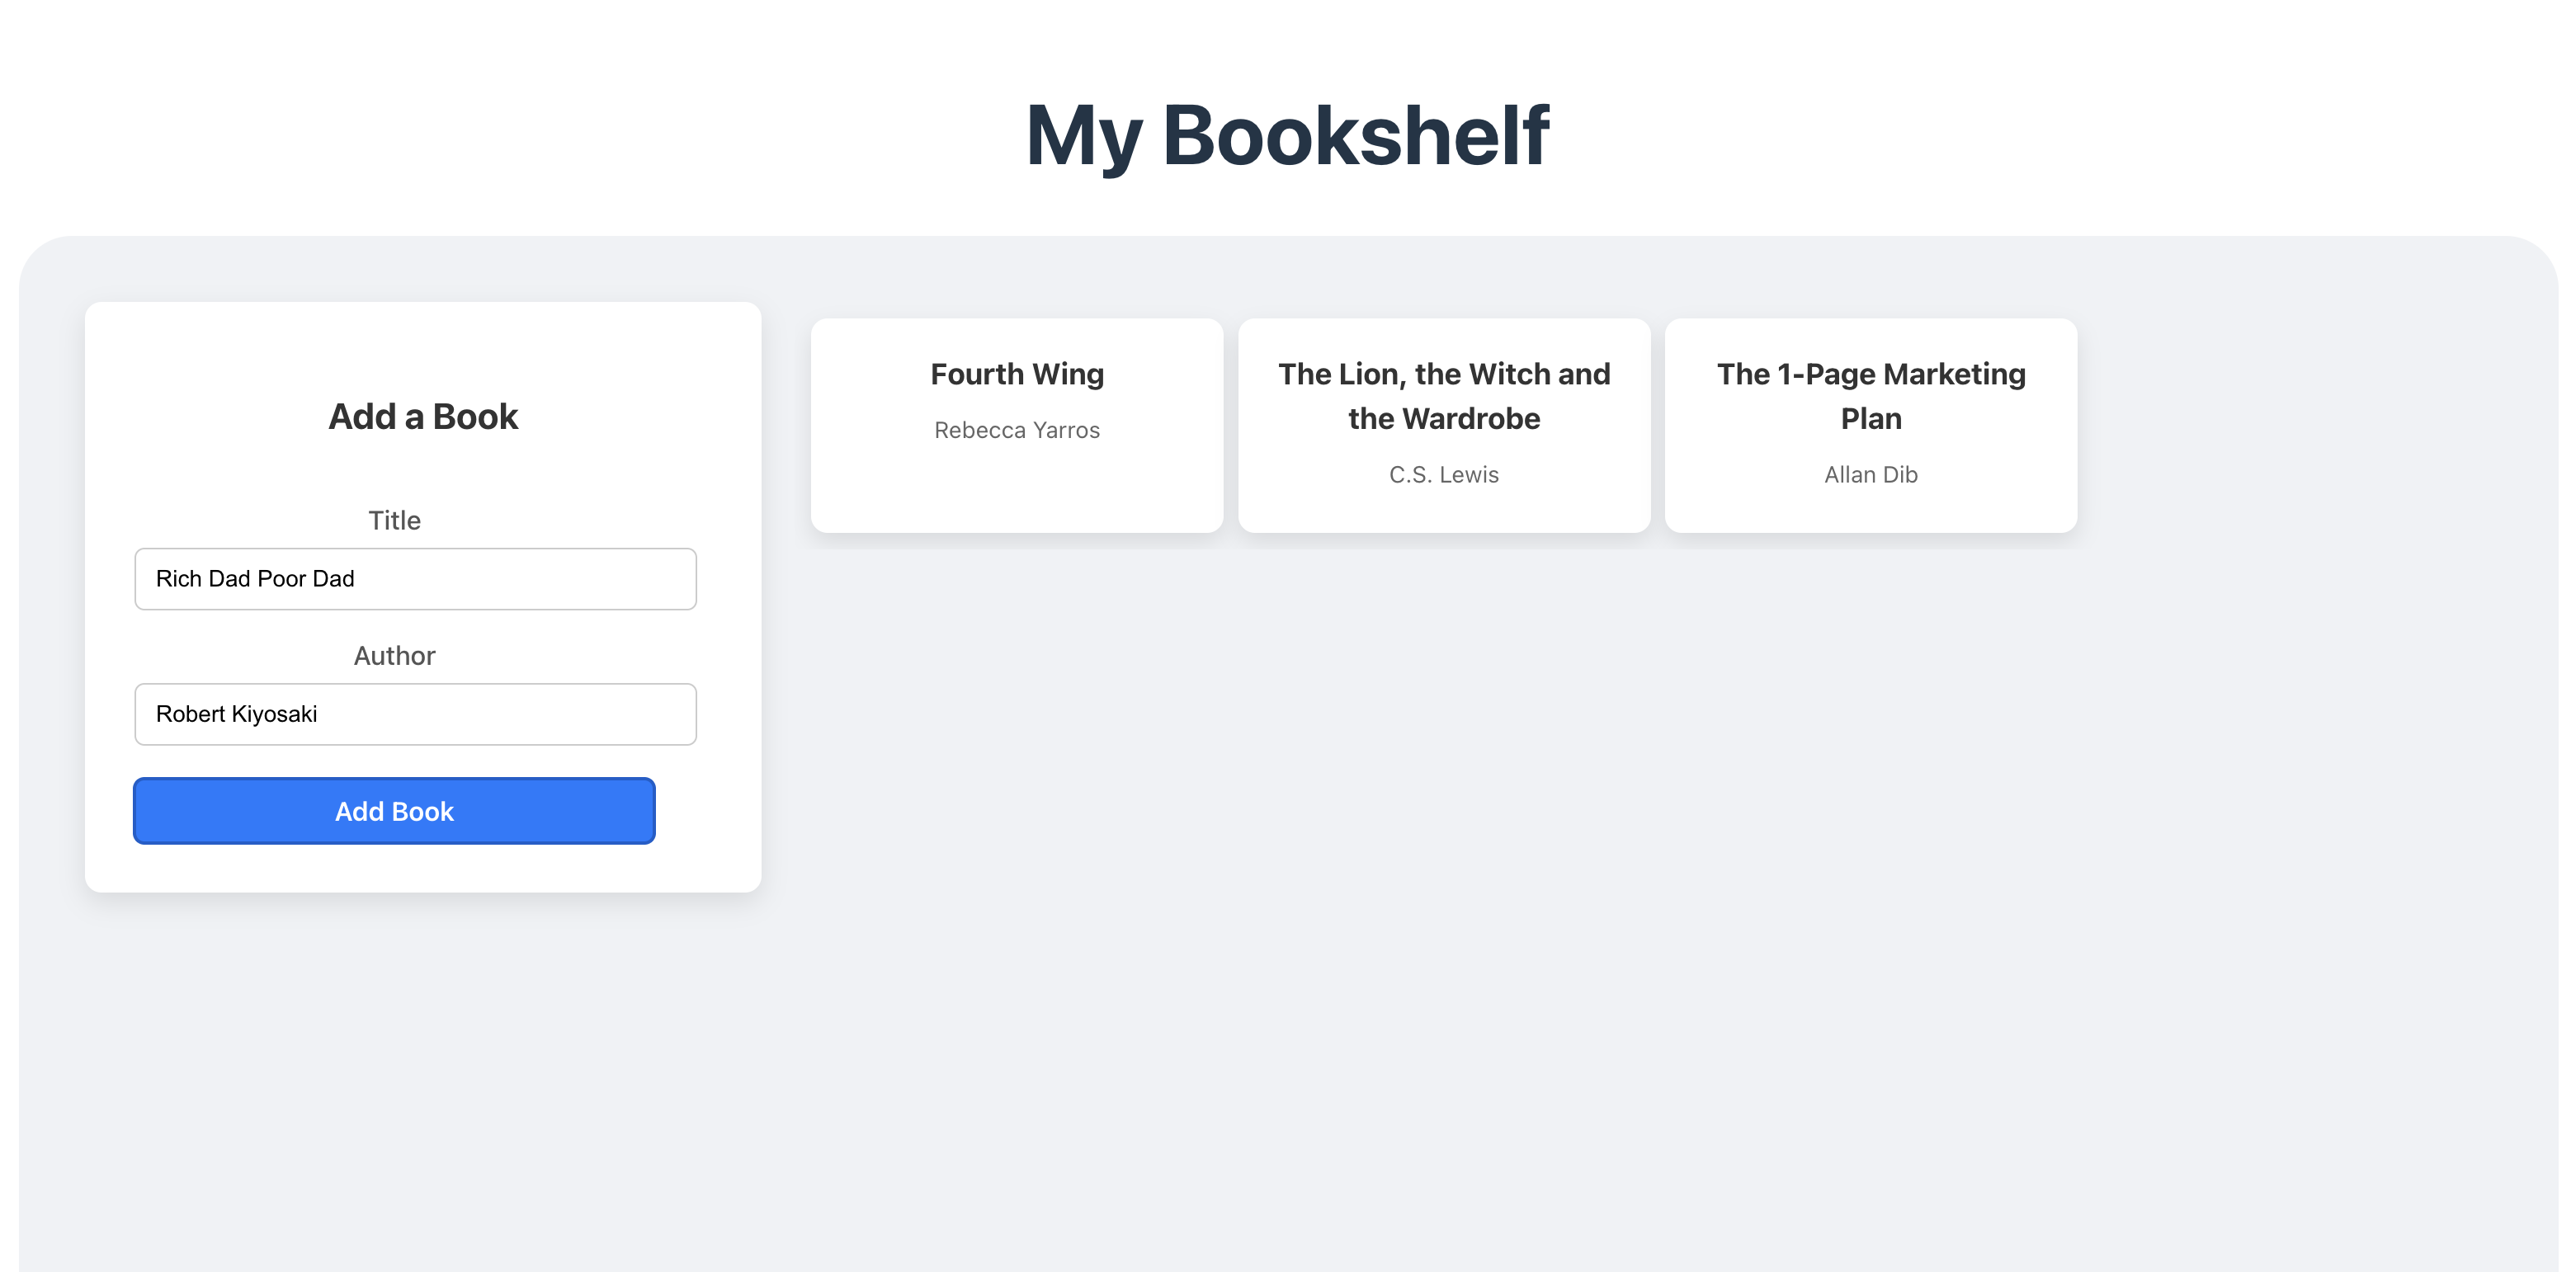 My Bookshelf
Add a Book
Title
Rich Dad Poor Dad
Author
Robert Kiyosaki
Add Book
Fourth Wing
Rebecca Yarros
The Lion, the Witch and
the Wardrobe
C.S. Lewis
The 1-Page Marketing
Plan
Allan Dib